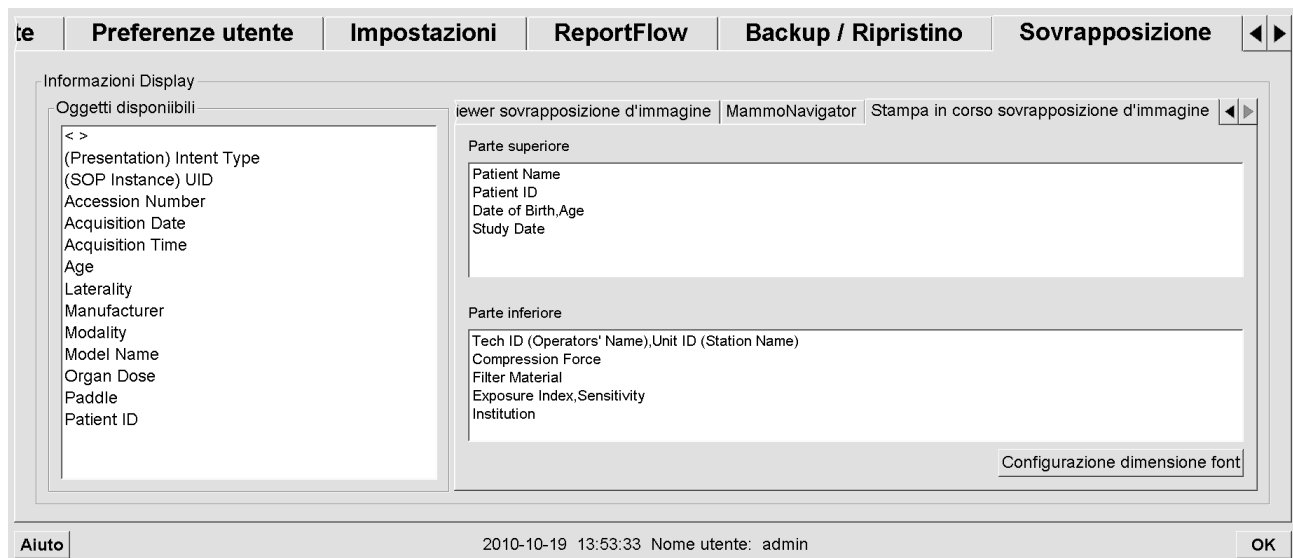 te Preferenze utente Impostazioni ReportFlow Backup / Ripristino Sovrapposizione
Informazioni Display
Oggetti disponiibili
< >
(Presentation) Intent Type
(SOP Instance) UID
Accession Number
Acquisition Date
Acquisition Time
Age
Laterality
Manufacturer
Modality
Model Name
Organ Dose
Paddle
Patient ID
iewer sovrapposizione d'immagine MammoNavigator Stampa in corso sovrapposizione d'immagine
Parte superiore
Patient Name
Patient ID
Date of Birth,Age
Study Date
Parte inferiore
Tech ID (Operators' Name),Unit ID (Station Name)
Compression Force
Filter Material
Exposure Index,Sensitivity
Institution
Configurazione dimensione font
Aiuto 2010-10-19 13:53:33 Nome utente: admin OK